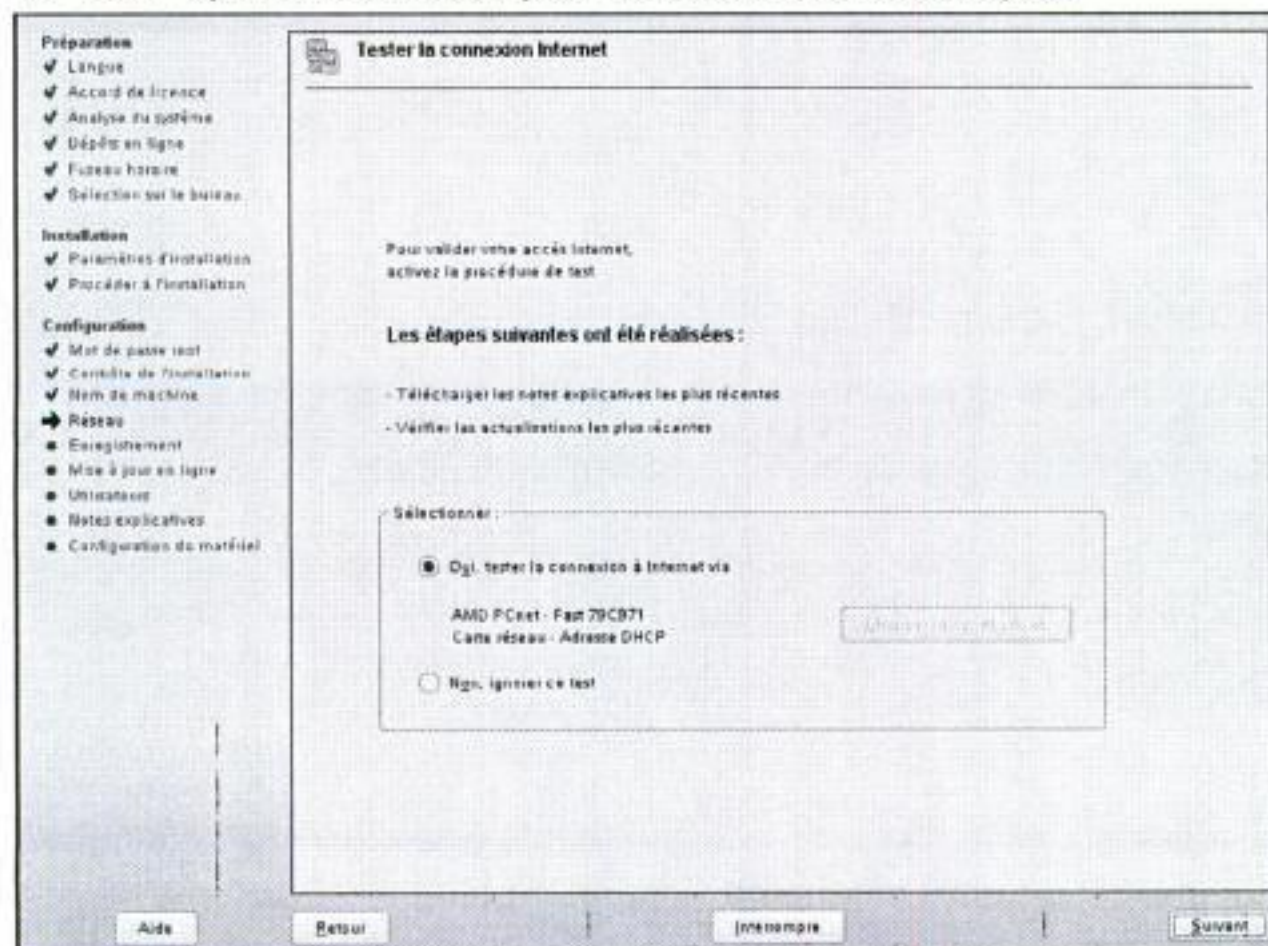 Préparation
Langue
Accord de licence
Analyse du système
Dépôts en ligne
Fuseau horaire
Sélection sur le bureau
Installation
Paramètres d'installation
Procéder à l'installation
Configuration
Mot de passe root
Contrôle de l'installation
Nom de machine
Réseau
Enregistrement
Mise à jour en ligne
Utilisateurs
Notes explicatives
Configuration du matériel
Tester la connexion Internet
Pour valider votre accès Internet,
activez la procédure de test
Les étapes suivantes ont été réalisées :
- Télécharger les notes explicatives les plus récentes
- Vérifier les actualisations les plus récentes
Sélectionner :
Oui, tester la connexion à Internet via
AMD PCnet - Fast 79C971
Carte réseau - Adresse DHCP
Non, ignorer ce test
Aide
Retour
Interrompre
Suivant